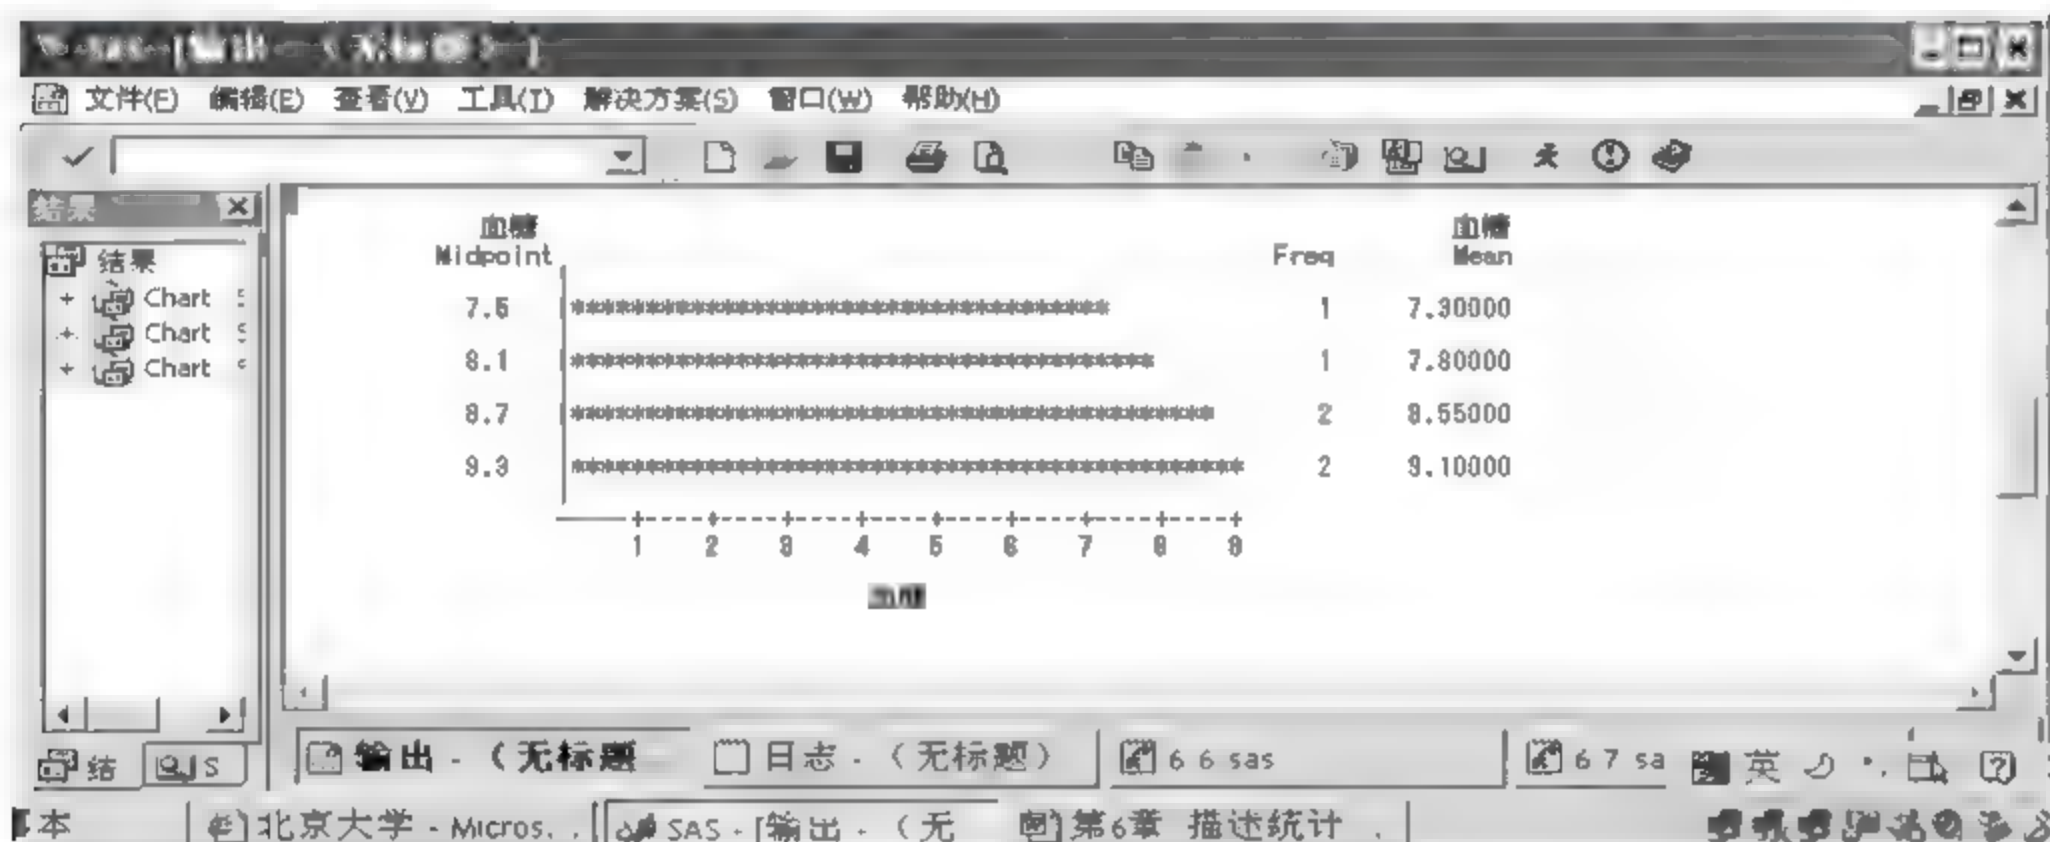 文件(E) 编辑(E) 查看(V) 工具(T) 解决方案(S) 窗口(W) 帮助(H)
结果
结果
Chart
Chart
Chart
血糖 血糖
Midpoint Freq Mean
7.5 1 7.30000
8.1 1 7.80000
8.7 2 8.55000
9.3 2 9.10000
1 2 3 4 5 6 7 8 9
血糖
结 S
输出 - (无标题 日志 - (无标题) 6 6 sas 6 7 sa 英
本 北京大学 - Micros. . SAS - [输出 - (无 第6章 描述统计 .